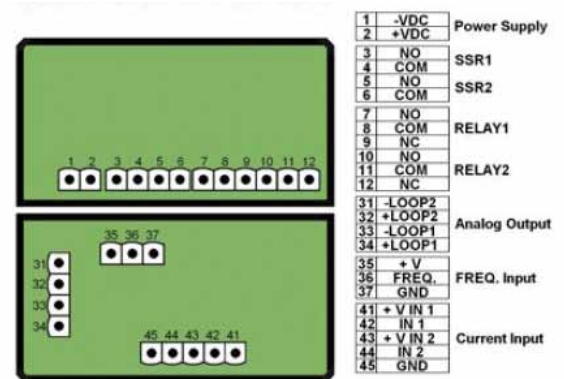 1 2 3 4 5 6 7 8 9 10 11 12
35 36 37
31
32
33
34
45 44 43 42 41
1 -VDC
2 +VDC
Power Supply
3 NO
4 COM
SSR1
5 NO
6 COM
SSR2
7 NO
8 COM
9 NC
RELAY1
10 NO
11 COM
12 NC
RELAY2
31 -LOOP2
32 +LOOP2
33 -LOOP1
34 +LOOP1
Analog Output
35 + V
36 FREQ.
37 GND
FREQ. Input
41 + V IN 1
42 IN 1
43 + V IN 2
44 IN 2
45 GND
Current Input